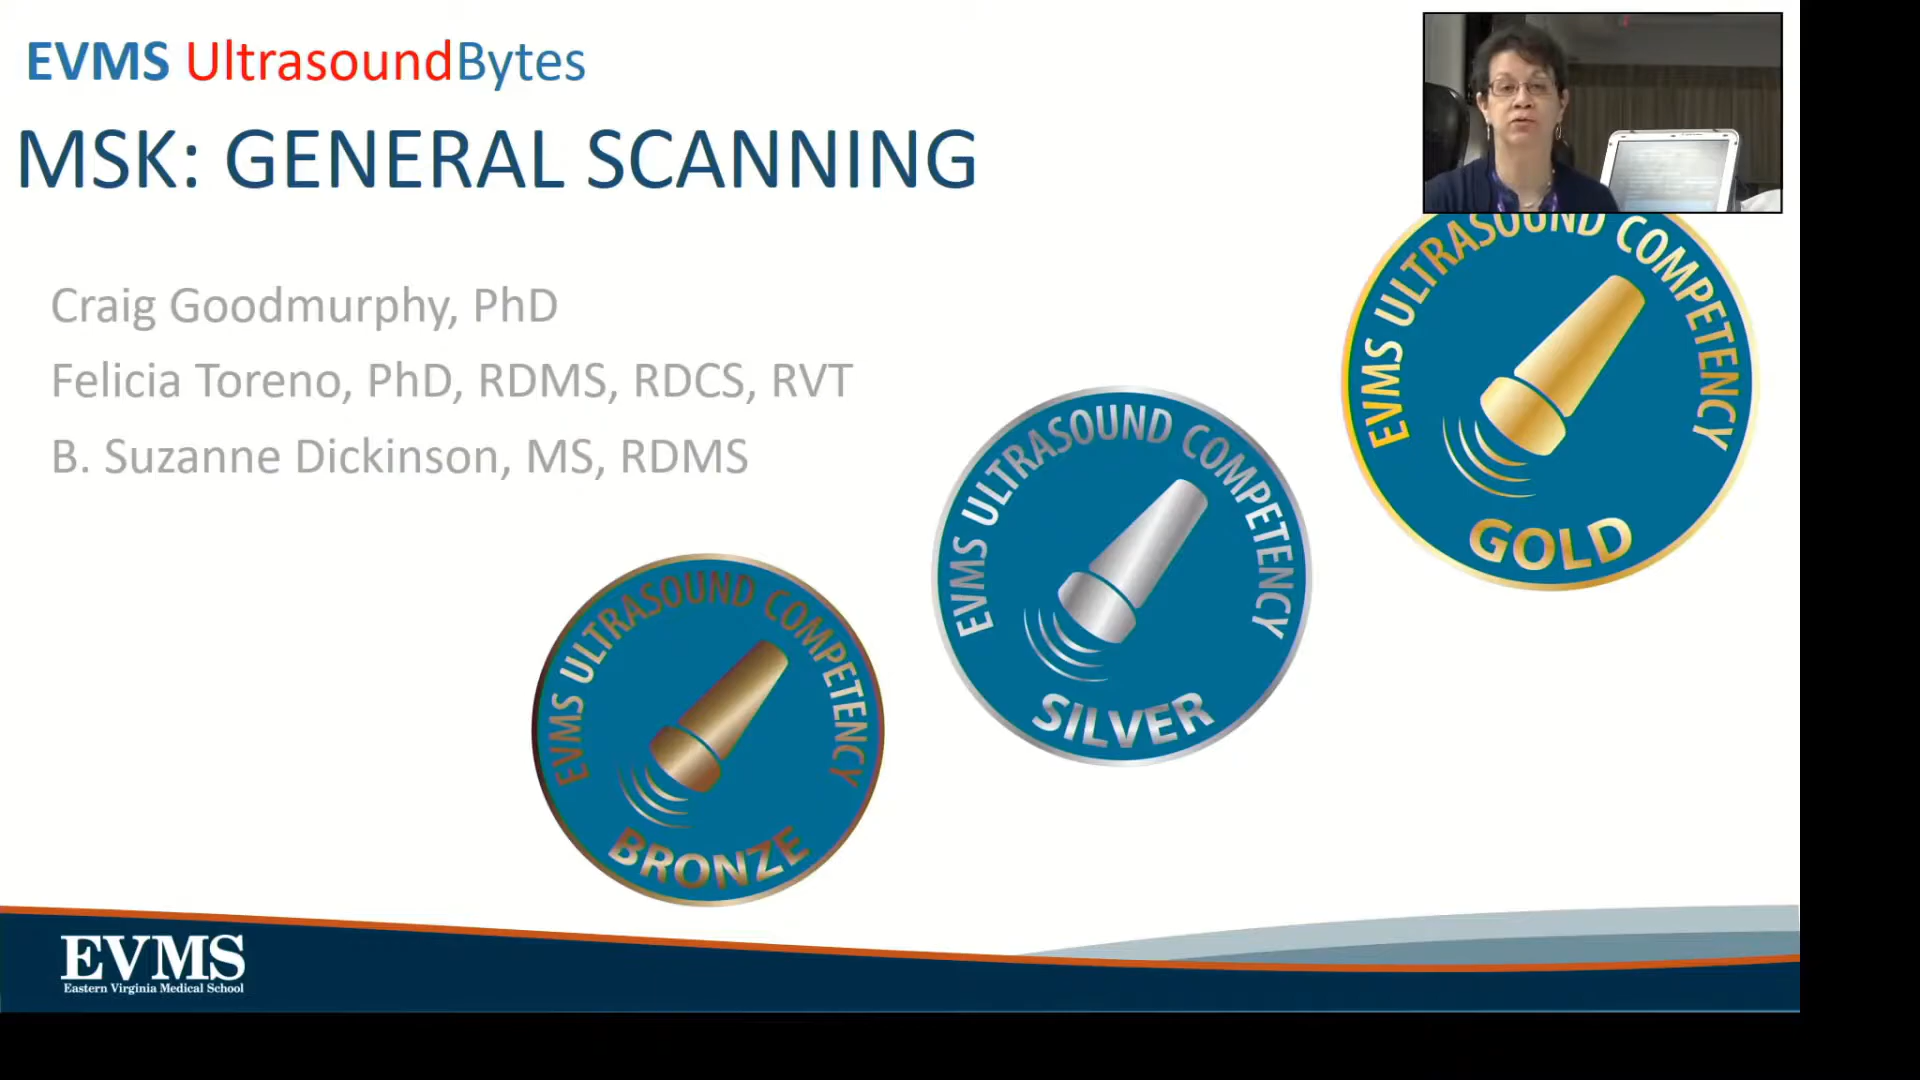 EVMS UltrasoundBytes
MSK: GENERAL SCANNING
Craig Goodmurphy, PhD
Felicia Toreno, PhD, RDMS, RDCS, RVT
B. Suzanne Dickinson, MS, RDMS
EVMS ULTRASOUND COMPETENCY
GOLD
EVMS ULTRASOUND COMPETENCY
SILVER
EVMS ULTRASOUND COMPETENCY
BRONZE
EVMS
Eastern Virginia Medical School